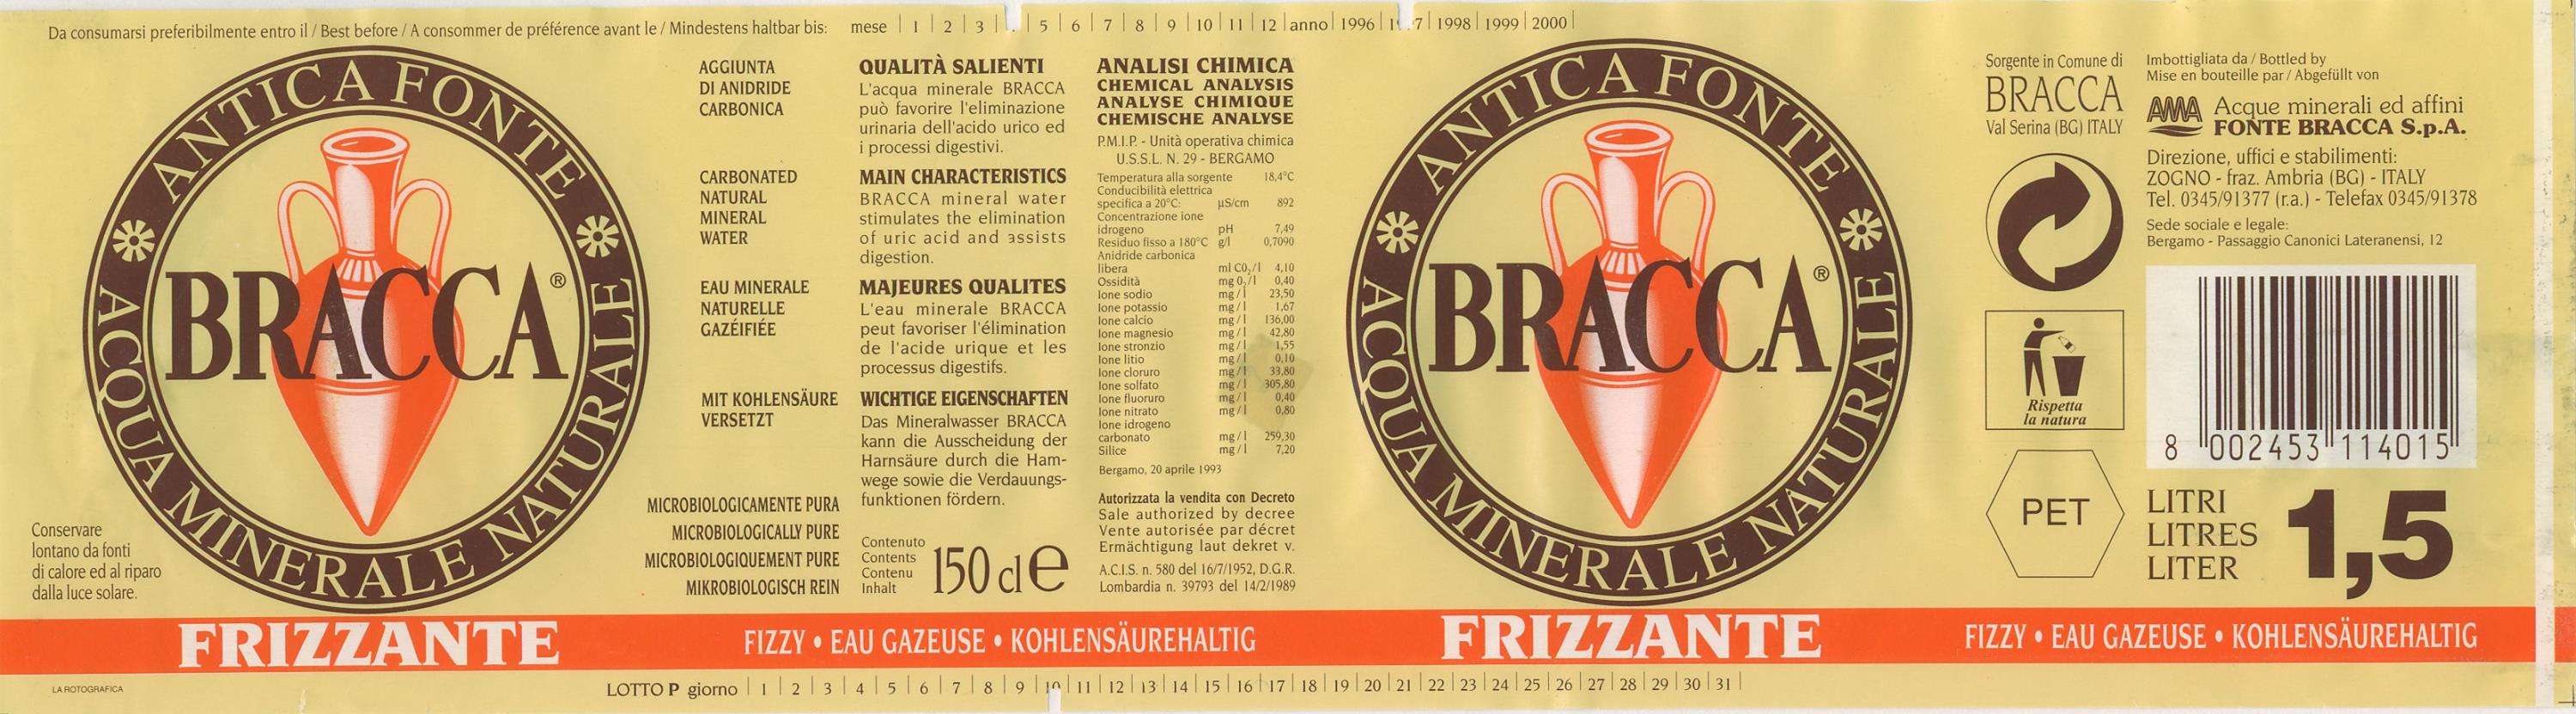 Da consumarsi preferibilmente entro il / Best before / A consommer de préférence avant le / Mindestens haltbar bis: mese | 1 | 2 | 3 | | 5 | 6 | 7 | 8 | 9 | 10 | 11 | 12 | anno | 1996 | 1 7 | 1998 | 1999 | 2000 |
ANTICA FONTE
BRACCA®
ACQUA MINERALE NATURALE
Conservare
lontano da fonti
di calore ed al riparo
dalla luce solare.
FRIZZANTE
LA ROTOGRAFICA
AGGIUNTA
DI ANIDRIDE
CARBONICA
CARBONATED
NATURAL
MINERAL
WATER
EAU MINERALE
NATURELLE
GAZÉIFIÉE
MIT KOHLENSÄURE
VERSETZT
MICROBIOLOGICAMENTE PURA
MICROBIOLOGICALLY PURE
MICROBIOLOGIQUEMENT PURE
MIKROBIOLOGISCH REIN
QUALITÀ SALIENTI
L'acqua minerale BRACCA
può favorire l'eliminazione
urinaria dell'acido urico ed
i processi digestivi.
MAIN CHARACTERISTICS
BRACCA mineral water
stimulates the elimination
of uric acid and assists
digestion.
MAJEURES QUALITES
L'eau minerale BRACCA
peut favoriser l'élimination
de l'acide urique et les
processus digestifs.
WICHTIGE EIGENSCHAFTEN
Das Mineralwasser BRACCA
kann die Ausscheidung der
Harnsäure durch die Ham-
wege sowie die Verdauungs-
funktionen fördern.
Contenuto
Contents
Contenu
Inhalt
150 cl e
ANALISI CHIMICA
CHEMICAL ANALYSIS
ANALYSE CHIMIQUE
CHEMISCHE ANALYSE
P.M.I.P. - Unità operativa chimica
U.S.S.L. N. 29 - BERGAMO
Temperatura alla sorgente 18,4°C
Conducibilità elettrica
specifica a 20°C: µS/cm 892
Concentrazione ione
idrogeno pH 7,49
Residuo fisso a 180°C g/l 0,7090
Anidride carbonica
libera ml CO₂/l 4,10
Ossidità mg O₂/l 0,40
Ione sodio mg/l 23,50
Ione potassio mg/l 1,67
Ione calcio mg/l 136,00
Ione magnesio mg/l 42,80
Ione stronzio mg/l 1,55
Ione litio mg/l 0,10
Ione cloruro mg/l 33,80
Ione solfato mg/l 305,80
Ione fluoruro mg/l 0,40
Ione nitrato mg/l 0,80
Ione idrogeno
carbonato mg/l 259,30
Silice mg/l 7,20
Bergamo, 20 aprile 1993
Autorizzata la vendita con Decreto
Sale authorized by decree
Vente autorisée par décret
Ermächtigung laut dekret v.
A.C.I.S. n. 580 del 16/7/1952, D.G.R.
Lombardia n. 39793 del 14/2/1989
FIZZY • EAU GAZEUSE • KOHLENSÄUREHALTIG
LOTTO P giorno | 1 | 2 | 3 | 4 | 5 | 6 | 7 | 8 | 9 | 10 | 11 | 12 | 13 | 14 | 15 | 16 | 17 | 18 | 19 | 20 | 21 | 22 | 23 | 24 | 25 | 26 | 27 | 28 | 29 | 30 | 31 |
ANTICA FONTE
BRACCA®
ACQUA MINERALE NATURALE
FRIZZANTE
Sorgente in Comune di
BRACCA
Val Serina (BG) ITALY
Rispetta
la natura
PET
Imbottigliata da / Bottled by
Mise en bouteille par / Abgefüllt von
AMA Acque minerali ed affini
FONTE BRACCA S.p.A.
Direzione, uffici e stabilimenti:
ZOGNO - fraz. Ambria (BG) - ITALY
Tel. 0345/91377 (r.a.) - Telefax 0345/91378
Sede sociale e legale:
Bergamo - Passaggio Canonici Lateranensi, 12
8 002453 114015
LITRI
LITRES
LITER
1,5
FIZZY • EAU GAZEUSE • KOHLENSÄUREHALTIG